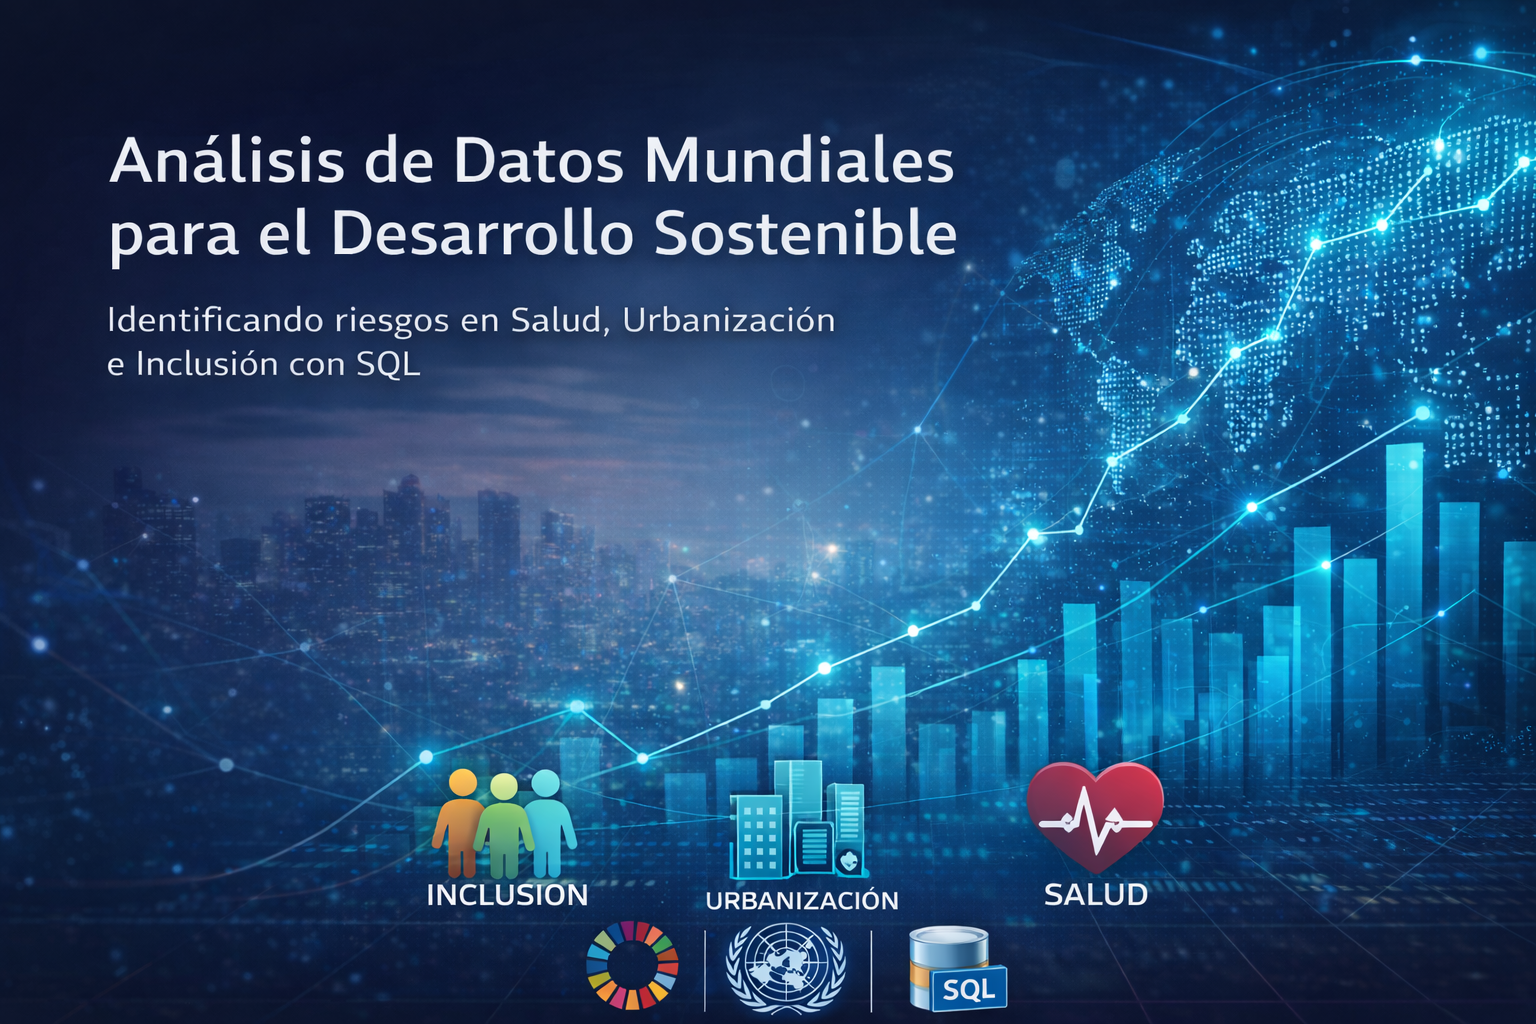 Análisis de Datos Mundiales
para el Desarrollo Sostenible
Identificando riesgos en Salud, Urbanización
e Inclusión con SQL
INCLUSION
URBANIZACIÓN
SALUD
SQL